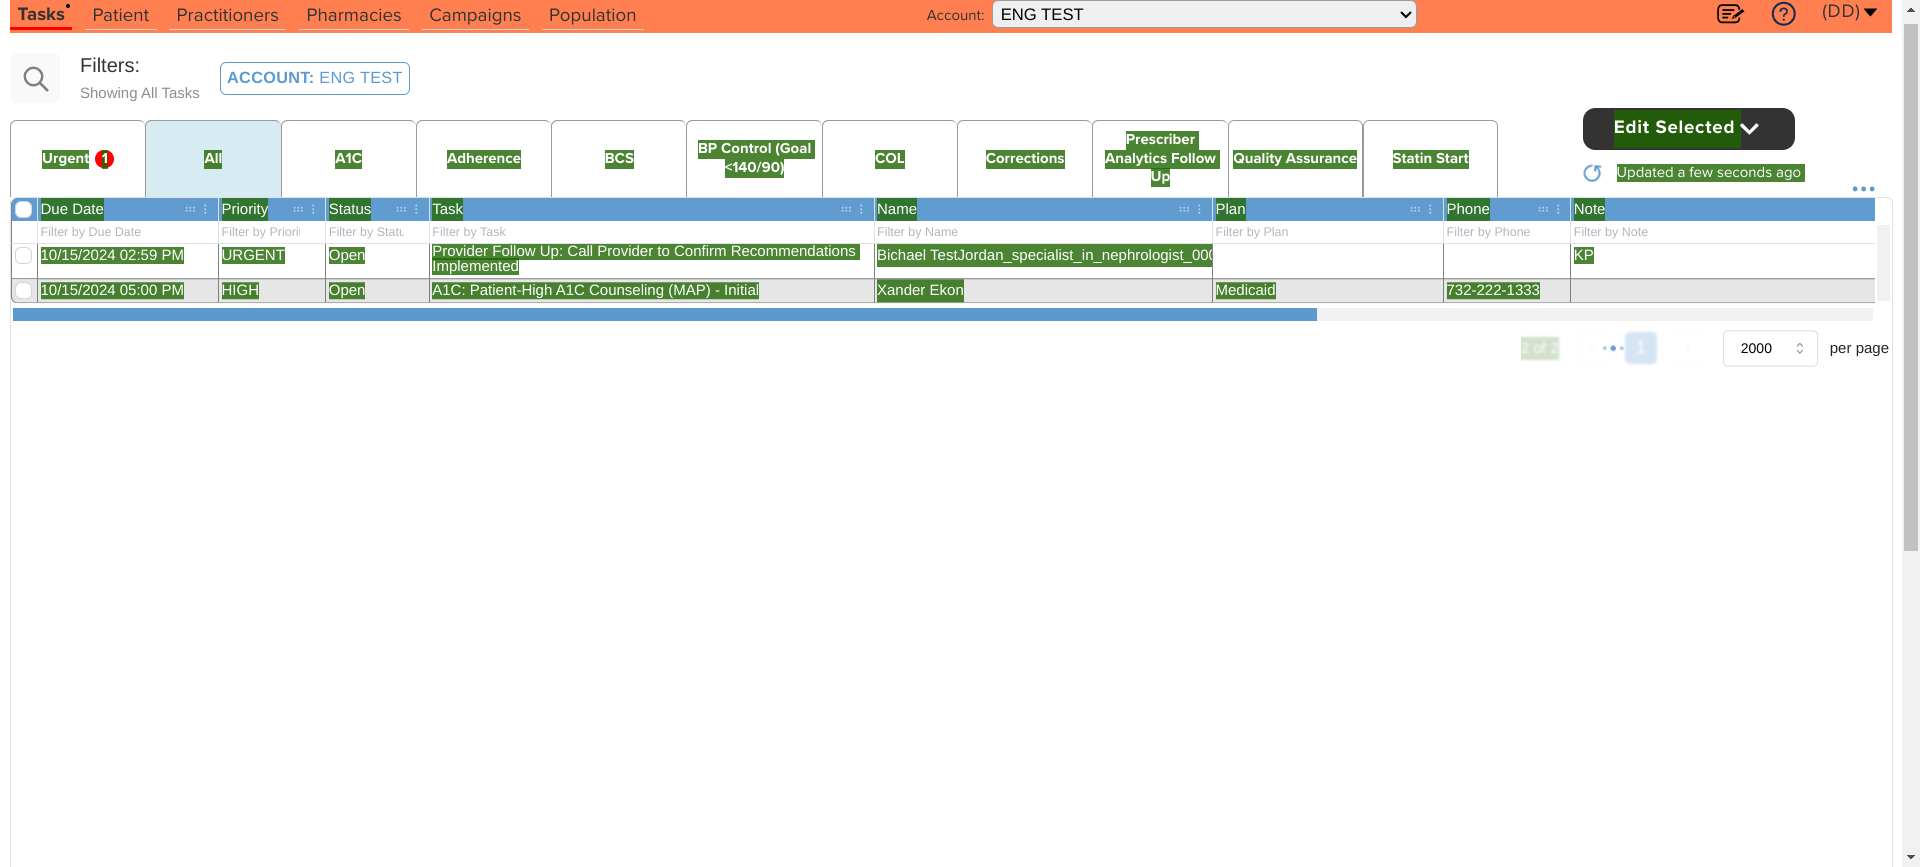 Tasks Patient Practitioners Pharmacies Campaigns Population Account: ENG TEST (DD)
Filters:
Showing All Tasks
ACCOUNT: ENG TEST
Edit Selected
Updated a few seconds ago
Urgent 1
All
A1C
Adherence
BCS
BP Control (Goal
<140/90)
COL
Corrections
Prescriber
Analytics Follow
Up
Quality Assurance
Statin Start
Due Date Priority Status Task Name Plan Phone Note
Filter by Due Date Filter by Priorit Filter by Statu Filter by Task Filter by Name Filter by Plan Filter by Phone Filter by Note
10/15/2024 02:59 PM URGENT Open Provider Follow Up: Call Provider to Confirm Recommendations
Implemented
Bichael TestJordan_specialist_in_nephrologist_000 KP
10/15/2024 05:00 PM HIGH Open A1C: Patient-High A1C Counseling (MAP) - Initial Xander Ekon Medicaid 732-222-1333
2 of 2 1 2000 per page